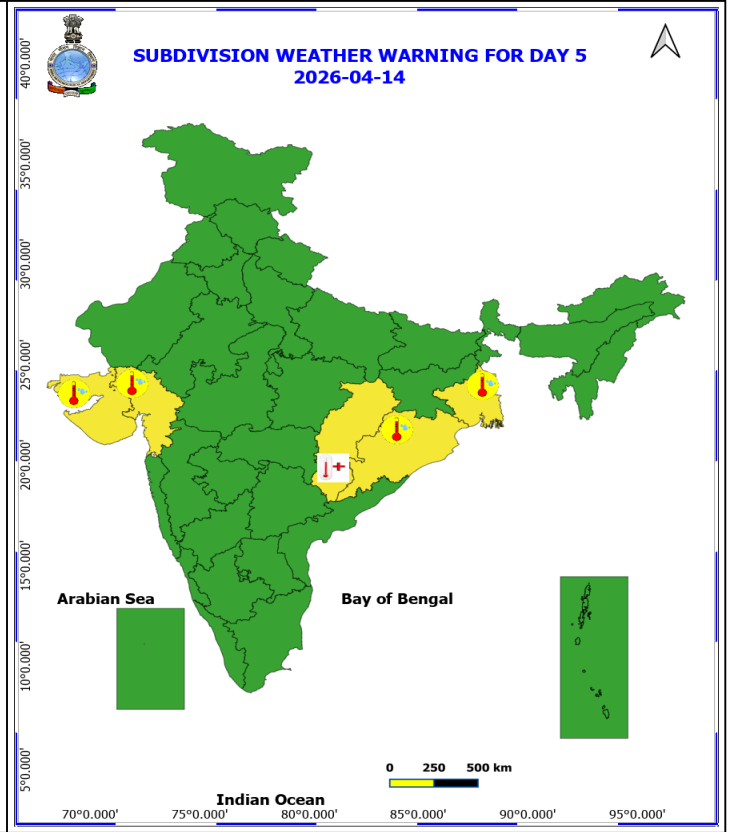 SUBDIVISION WEATHER WARNING FOR DAY 5
2026-04-14
40°0.000'
35°0.000'
30°0.000'
25°0.000'
20°0.000'
15°0.000'
10°0.000'
5°0.000'
Arabian Sea
Bay of Bengal
0 250 500 km
Indian Ocean
70°0.000' 75°0.000' 80°0.000' 85°0.000' 90°0.000' 95°0.000'